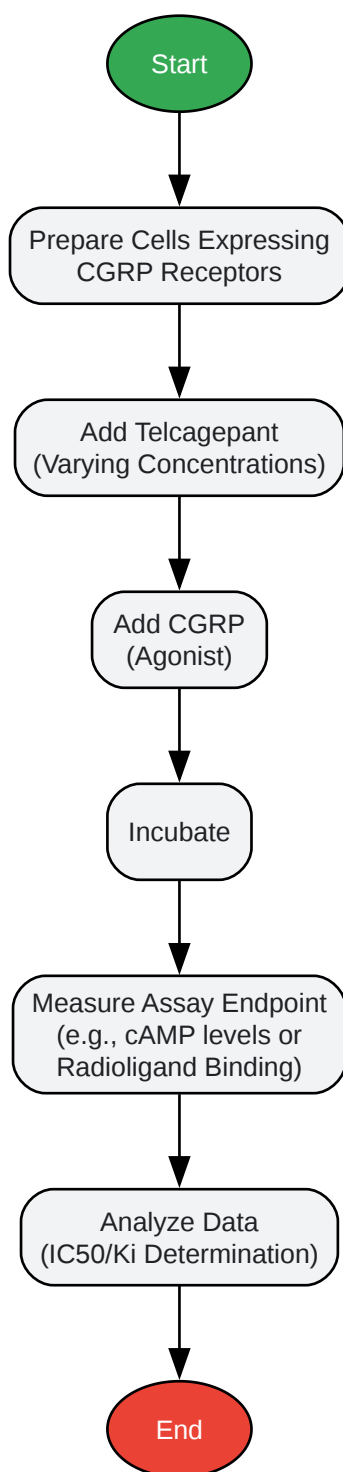 Start
Prepare Cells Expressing
CGRP Receptors
Add Telcagepant
(Varying Concentrations)
Add CGRP
(Agonist)
Incubate
Measure Assay Endpoint
(e.g., cAMP levels or
Radioligand Binding)
Analyze Data
(IC50/Ki Determination)
End